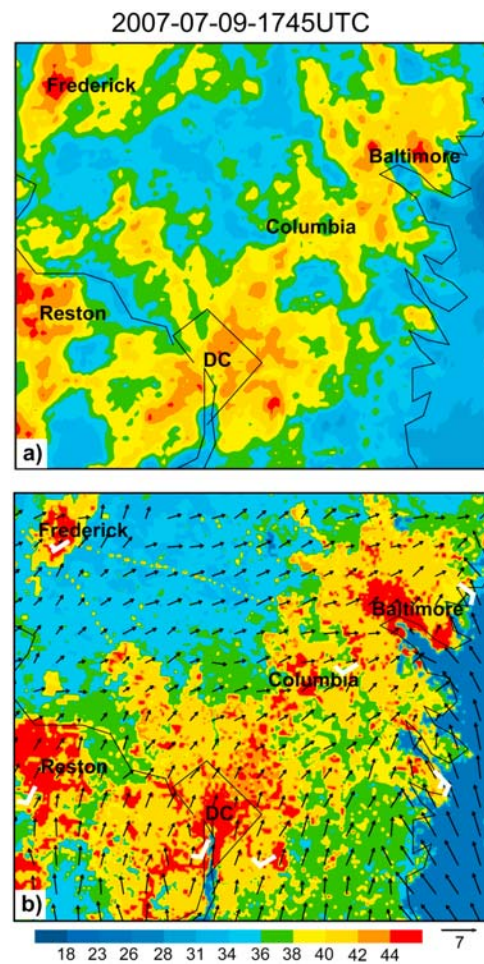 2007-07-09-1745UTC
Frederick
Baltimore
Columbia
Reston
DC
a)
Frederick
Baltimore
Columbia
Reston
DC
b)
18 23 26 28 31 34 36 38 40 42 44 7